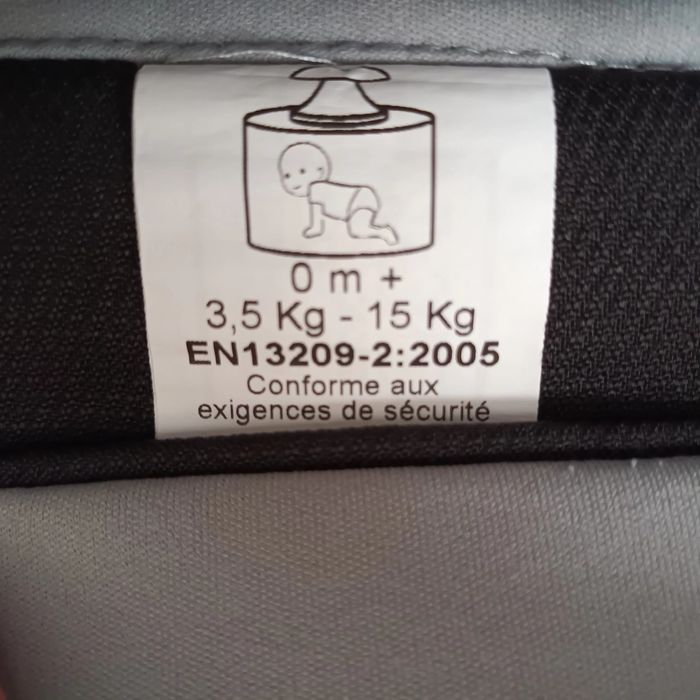 0 m +
3,5 Kg - 15 Kg
EN13209-2:2005
Conforme aux
exigences de sécurité